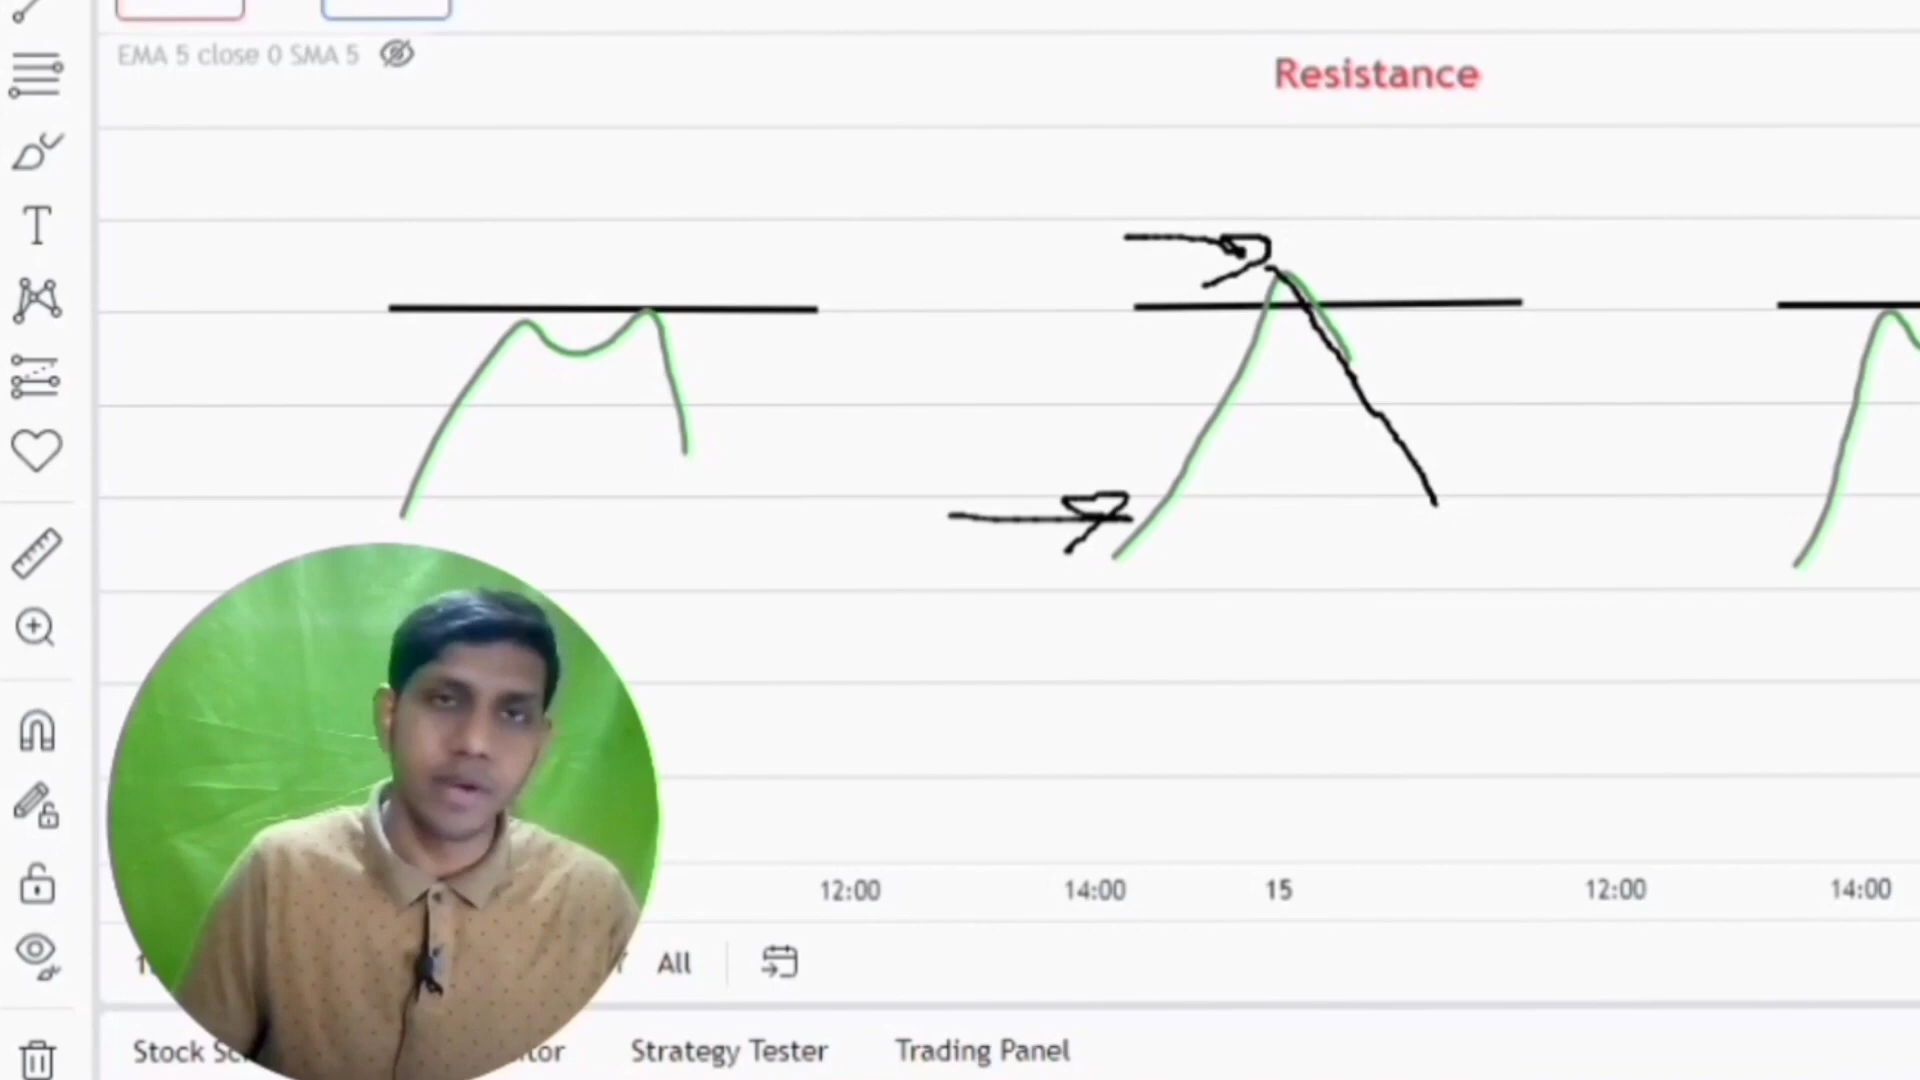 EMA 5 close 0 SMA 5
Resistance
12:00 14:00 15 12:00 14:00
All
Stock Strategy Tester Trading Panel